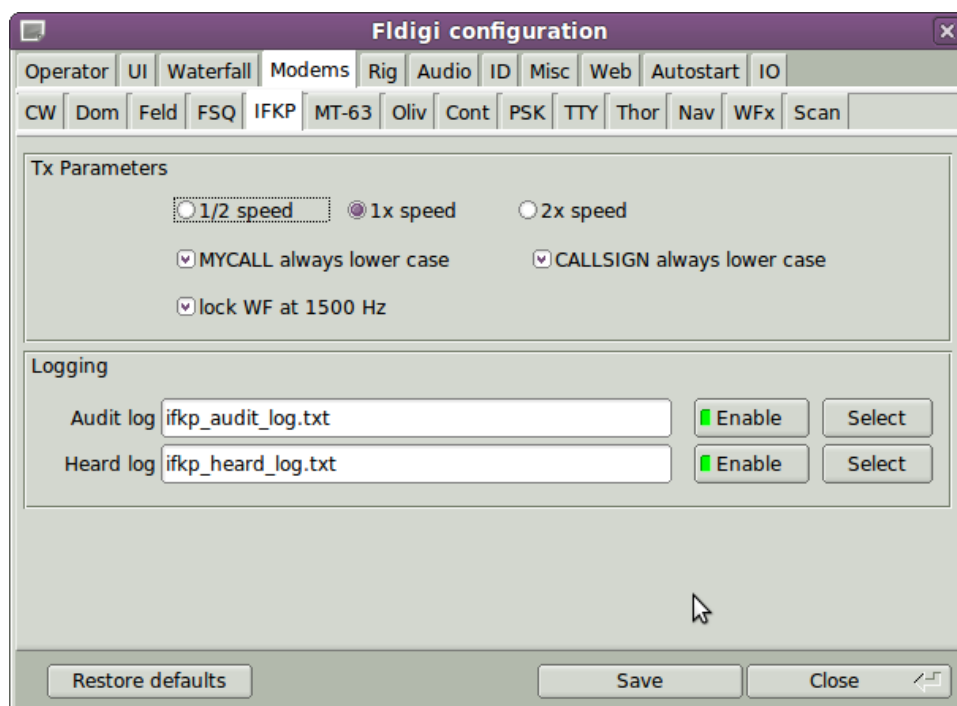 Fldigi configuration
Operator UI Waterfall Modems Rig Audio ID Misc Web Autostart IO
CW Dom Feld FSQ IFKP MT-63 Oliv Cont PSK TTY Thor Nav WFx Scan
Tx Parameters
1/2 speed 1x speed 2x speed
MYCALL always lower case CALLSIGN always lower case
lock WF at 1500 Hz
Logging
Audit log ifkp_audit_log.txt Enable Select
Heard log ifkp_heard_log.txt Enable Select
Restore defaults Save Close